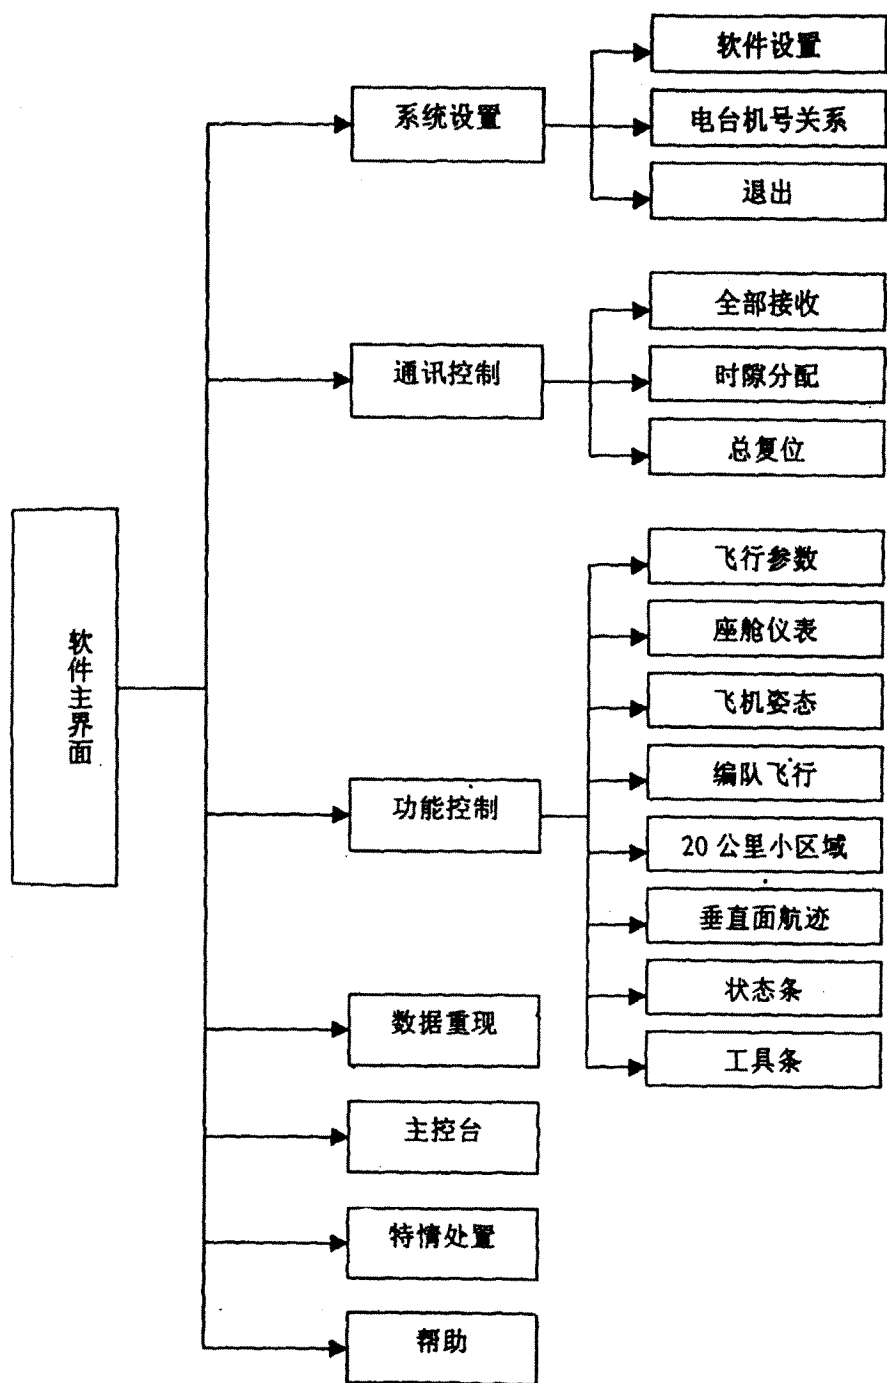 软件主界面
系统设置
软件设置
电台机号关系
退出
通讯控制
全部接收
时隙分配
总复位
功能控制
飞行参数
座舱仪表
飞机姿态
编队飞行
20公里小区域
垂直面航迹
状态条
工具条
数据重现
主控台
特情处置
帮助